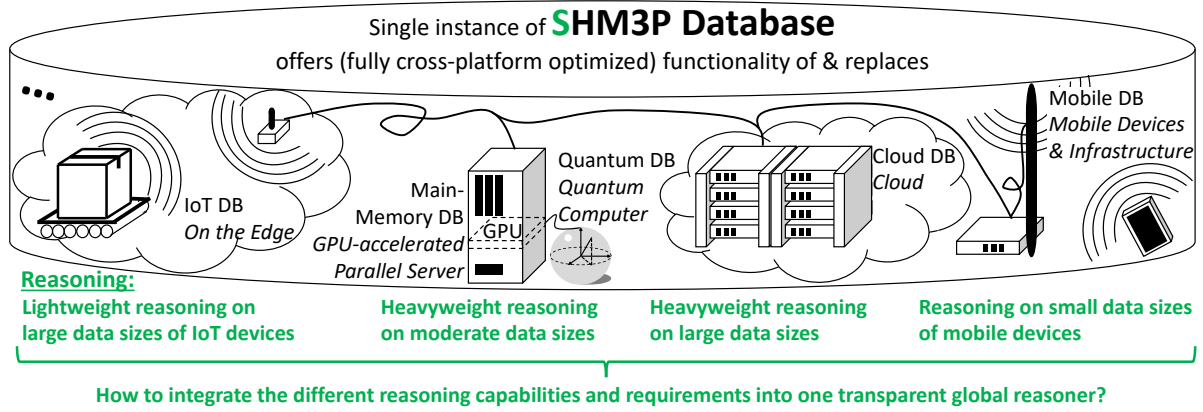 Single instance of SHM3P Database
offers (fully cross-platform optimized) functionality of & replaces
IoT DB
On the Edge
Main-
Memory DB
GPU-accelerated
Parallel Server
GPU
Quantum DB
Quantum
Computer
Cloud DB
Cloud
Mobile DB
Mobile Devices
& Infrastructure
Reasoning:
Lightweight reasoning on
large data sizes of IoT devices
Heavyweight reasoning
on moderate data sizes
Heavyweight reasoning
on large data sizes
Reasoning on small data sizes
of mobile devices
How to integrate the different reasoning capabilities and requirements into one transparent global reasoner?